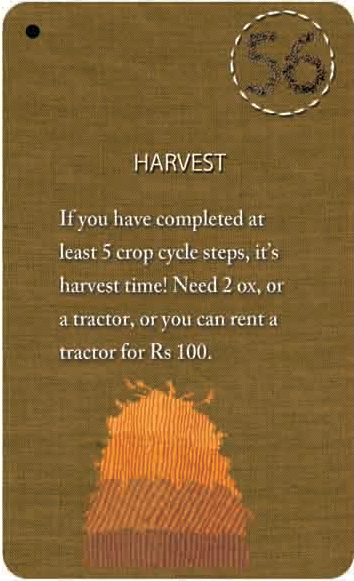 56
HARVEST
If you have completed at
least 5 crop cycle steps, it's
harvest time! Need 2 ox, or
a tractor, or you can rent a
tractor for Rs 100.